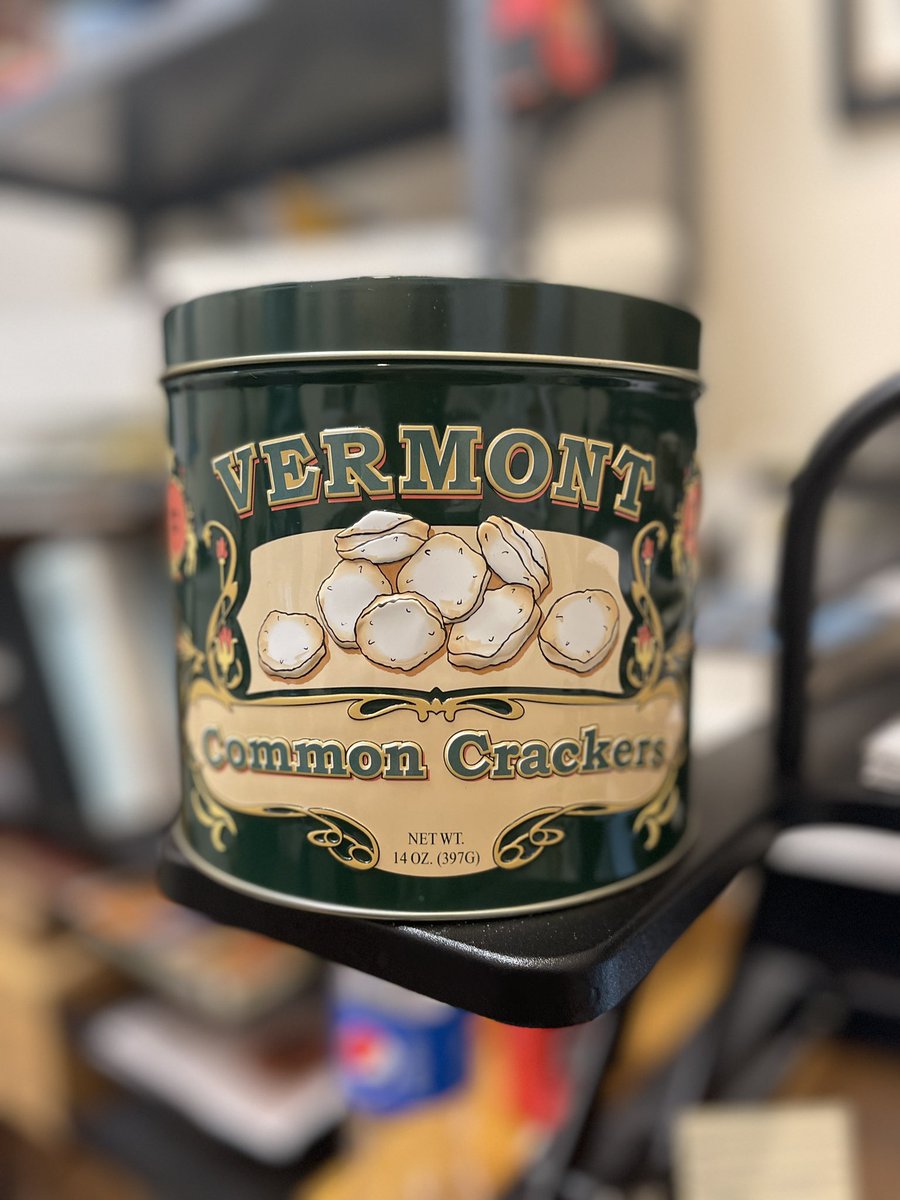 VERMONT
Common Crackers
NET WT.
14 OZ. (397G)